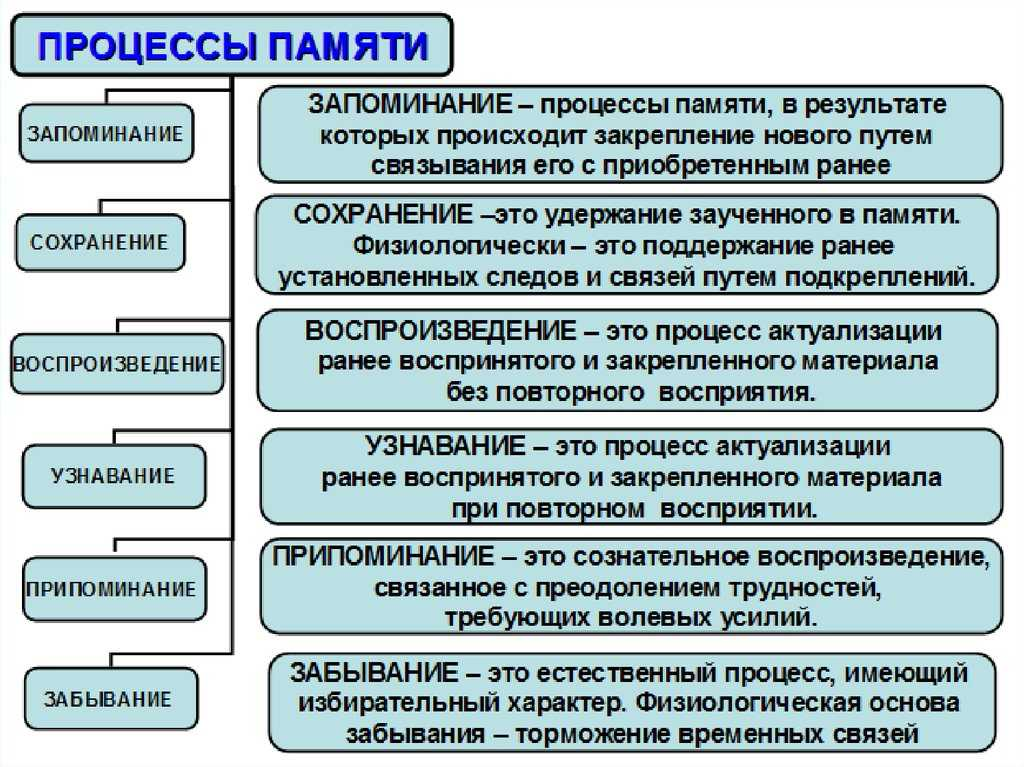 ПРОЦЕССЫ ПАМЯТИ
ЗАПОМИНАНИЕ
ЗАПОМИНАНИЕ – процессы памяти, в результате
которых происходит закрепление нового путем
связывания его с приобретенным ранее
СОХРАНЕНИЕ
СОХРАНЕНИЕ –это удержание заученного в памяти.
Физиологически – это поддержание ранее
установленных следов и связей путем подкреплений.
ВОСПРОИЗВЕДЕНИЕ
ВОСПРОИЗВЕДЕНИЕ – это процесс актуализации
ранее воспринятого и закрепленного материала
без повторного восприятия.
УЗНАВАНИЕ
УЗНАВАНИЕ – это процесс актуализации
ранее воспринятого и закрепленного материала
при повторном восприятии.
ПРИПОМИНАНИЕ
ПРИПОМИНАНИЕ – это сознательное воспроизведение,
связанное с преодолением трудностей,
требующих волевых усилий.
ЗАБЫВАНИЕ
ЗАБЫВАНИЕ – это естественный процесс, имеющий
избирательный характер. Физиологическая основа
забывания – торможение временных связей